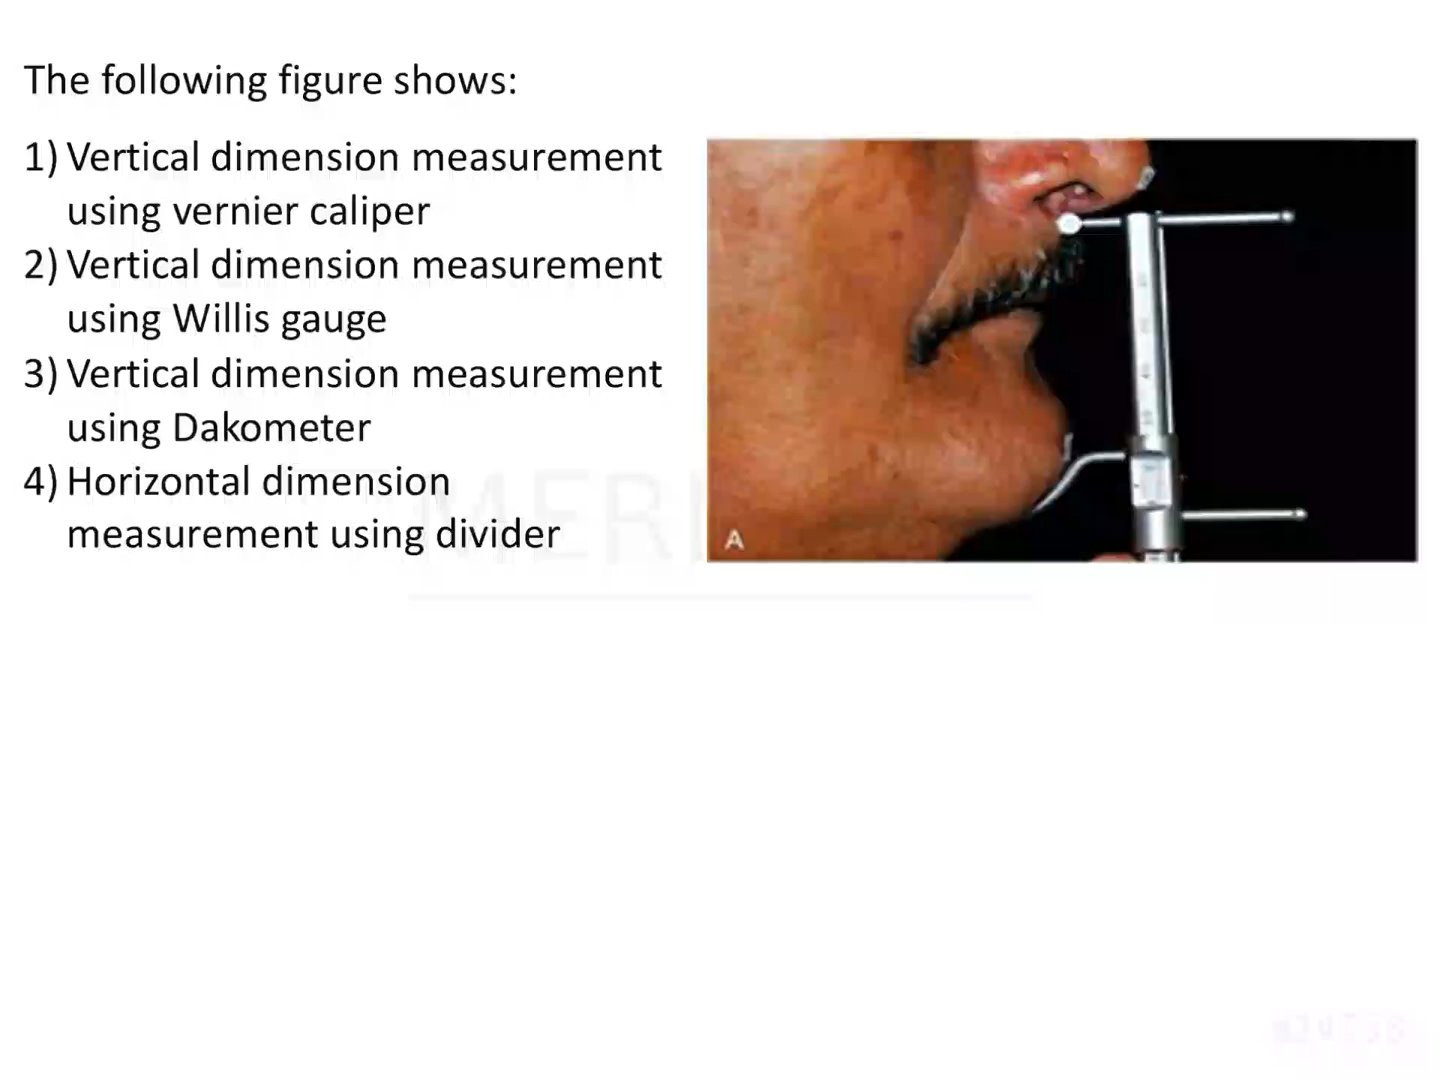 The following figure shows:
1) Vertical dimension measurement
using vernier caliper
2) Vertical dimension measurement
using Willis gauge
3) Vertical dimension measurement
using Dakometer
4) Horizontal dimension
measurement using divider
A